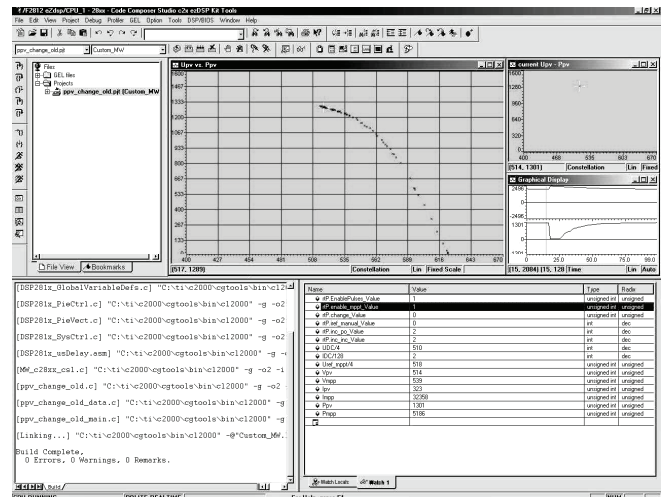 F2812 eZdsp/CPU_1 - 28xx - Code Composer Studio c2x ezDSP Kit Tools
File Edit View Project Debug Profiler GEL Option Tools DSP/BIOS Window Help
ppv_change_old.pjt Custom_MW
Files
GEL files
Projects
ppv_change_old.pjt (Custom_MW
File View Bookmarks
Upv vs. Ppv
1600
1467
1333
1200
1067
933
800
667
533
400
267
133
400 427 454 481 508 535 562 589 616 643 670
(517, 1289) Constellation Lin Fixed Scale
current Upv - Ppv
1600
1280
960
640
320
0.00
400 468 535 603 670
(514, 1301) Constellation Lin Fixed
Graphical Display
2496
0
-2496
1301
0
0 25.0 50.0 75.0 99.0
(15, 2084) (15, 128 Time Lin Auto
[DSP281x_GlobalVariableDefs.c] "C:\ti\c2000\cgtools\bin\cl2
[DSP281x_PieCtrl.c] "C:\ti\c2000\cgtools\bin\cl2000" -g -o2
[DSP281x_PieVect.c] "C:\ti\c2000\cgtools\bin\cl2000" -g -o2
[DSP281x_SysCtrl.c] "C:\ti\c2000\cgtools\bin\cl2000" -g -o2
[DSP281x_usDelay.asm] "C:\ti\c2000\cgtools\bin\cl2000" -g -
[MW_c28xx_csl.c] "C:\ti\c2000\cgtools\bin\cl2000" -g -o2 -i
[ppv_change_old.c] "C:\ti\c2000\cgtools\bin\cl2000" -g -o2
[ppv_change_old_data.c] "C:\ti\c2000\cgtools\bin\cl2000" -g
[ppv_change_old_main.c] "C:\ti\c2000\cgtools\bin\cl2000" -g
[Linking...] "C:\ti\c2000\cgtools\bin\cl2000" -@"Custom_MW.
Build Complete,
0 Errors, 0 Warnings, 0 Remarks.
Build
Name Value Type Radix
rtP.EnablePulses_Value 1 unsigned int unsigned
rtP.enable_mppt_Value 1 unsigned int unsigned
rtP.change_Value 0 unsigned int unsigned
rtP.iref_manual_Value 0 int dec
rtP.inc_po_Value 2 int dec
rtP.inc_inc_Value 2 int dec
UDC/4 510 int dec
IDC/128 2 int dec
Uref_mppt/4 518 unsigned int unsigned
Vpv 514 unsigned int unsigned
Vmpp 539 unsigned int unsigned
Ipv 323 unsigned int unsigned
Impp 32358 unsigned int unsigned
Ppv 1301 unsigned int unsigned
Pmpp 5186 unsigned int unsigned
Watch Locals Watch 1